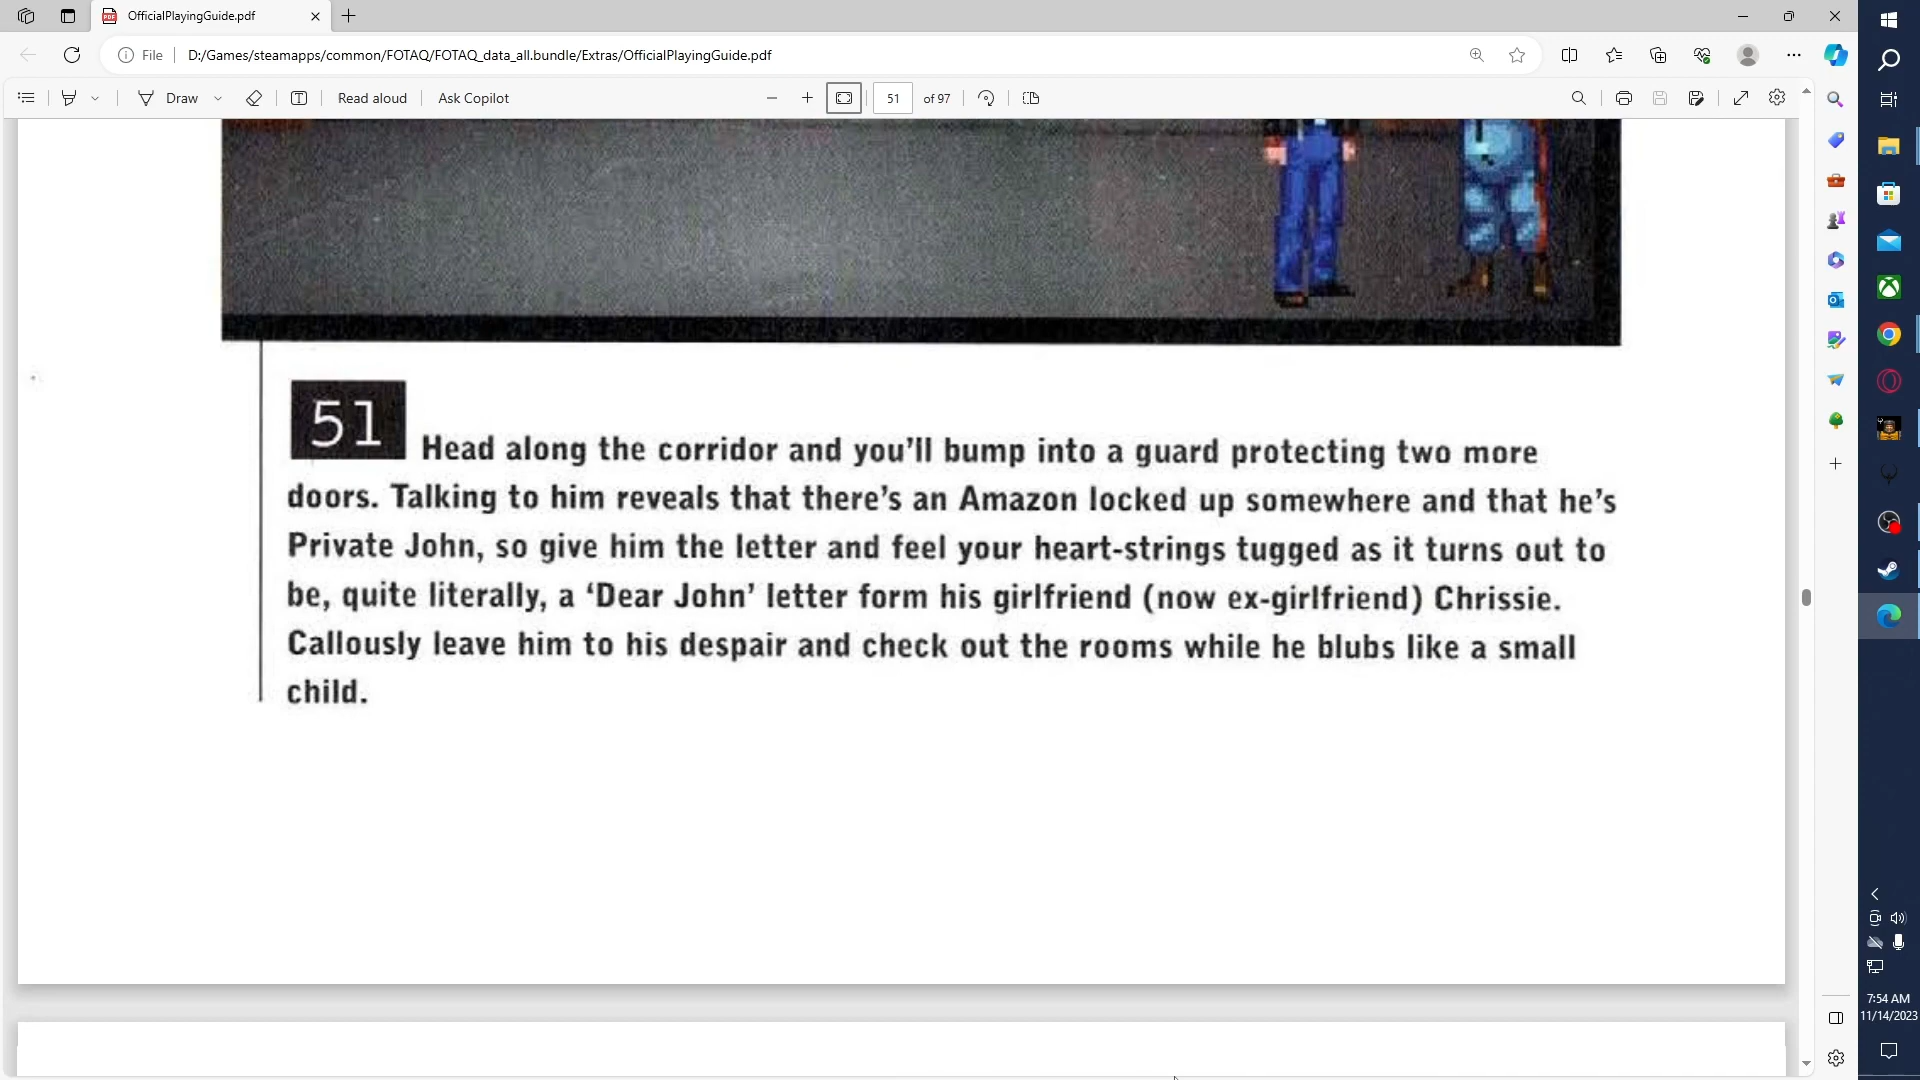 OfficialPlayingGuide.pdf
File
D:/Games/steamapps/common/FOTAQ/FOTAQ_data_all.bundle/Extras/OfficialPlayingGuide.pdf
Draw
Read aloud
Ask Copilot
51
of 97
51
Head along the corridor and you'll bump into a guard protecting two more
doors. Talking to him reveals that there's an Amazon locked up somewhere and that he's
Private John, so give him the letter and feel your heart-strings tugged as it turns out to
be, quite literally, a ‘Dear John’ letter form his girlfriend (now ex-girlfriend) Chrissie.
Callously leave him to his despair and check out the rooms while he blubs like a small
child.
7:54 AM
11/14/2023